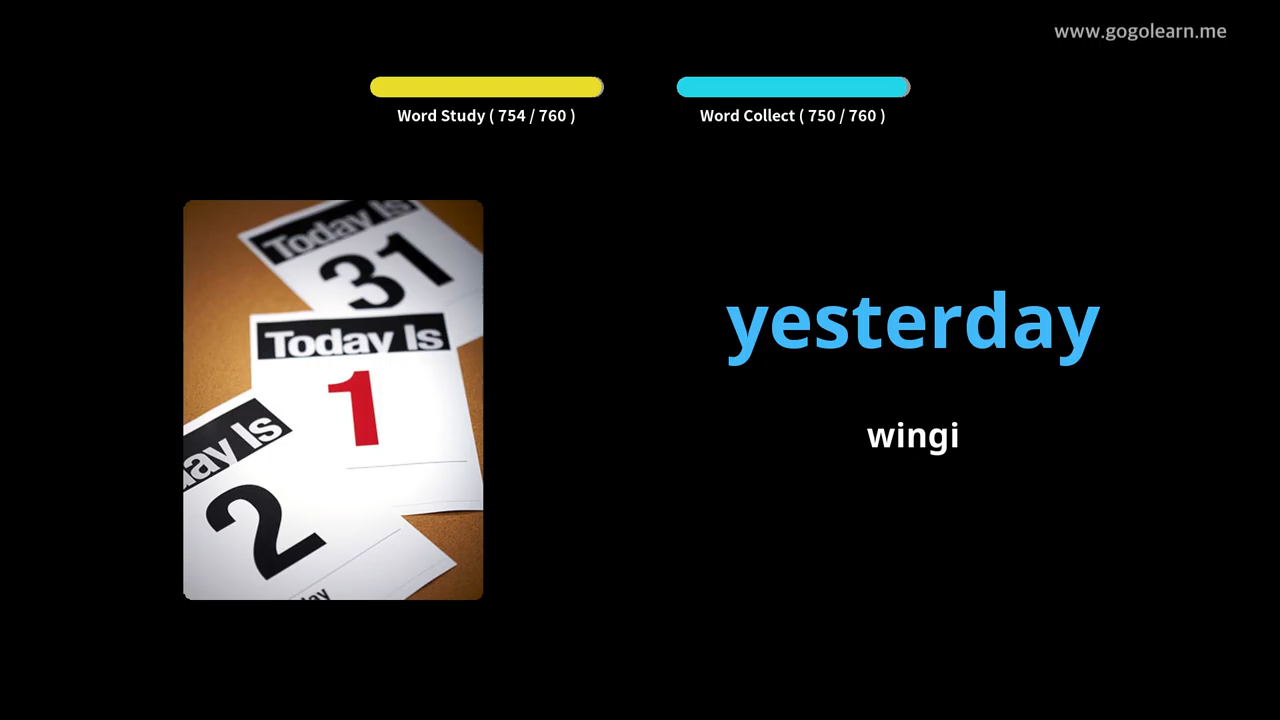 www.gogolearn.me
Word Study ( 754 / 760 )
Word Collect ( 750 / 760 )
Today Is
31
Today Is
1
ay Is
2
yesterday
wingi